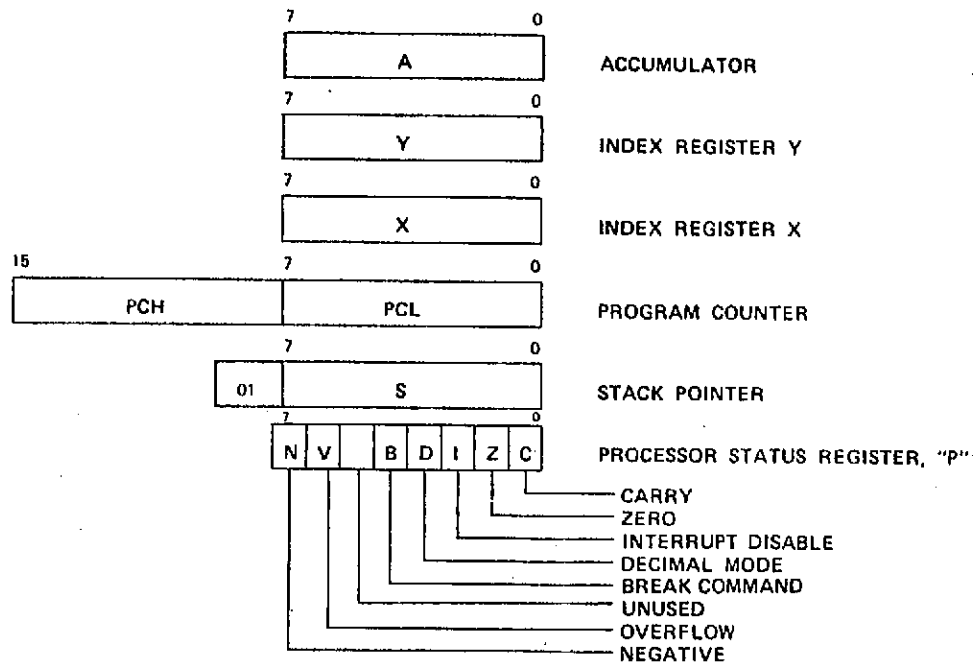 7 0
A ACCUMULATOR
7 0
Y INDEX REGISTER Y
7 0
X INDEX REGISTER X
15 7 0
PCH PCL PROGRAM COUNTER
7 0
01 S STACK POINTER
7 0
N V B D I Z C PROCESSOR STATUS REGISTER, "P"
CARRY
ZERO
INTERRUPT DISABLE
DECIMAL MODE
BREAK COMMAND
UNUSED
OVERFLOW
NEGATIVE